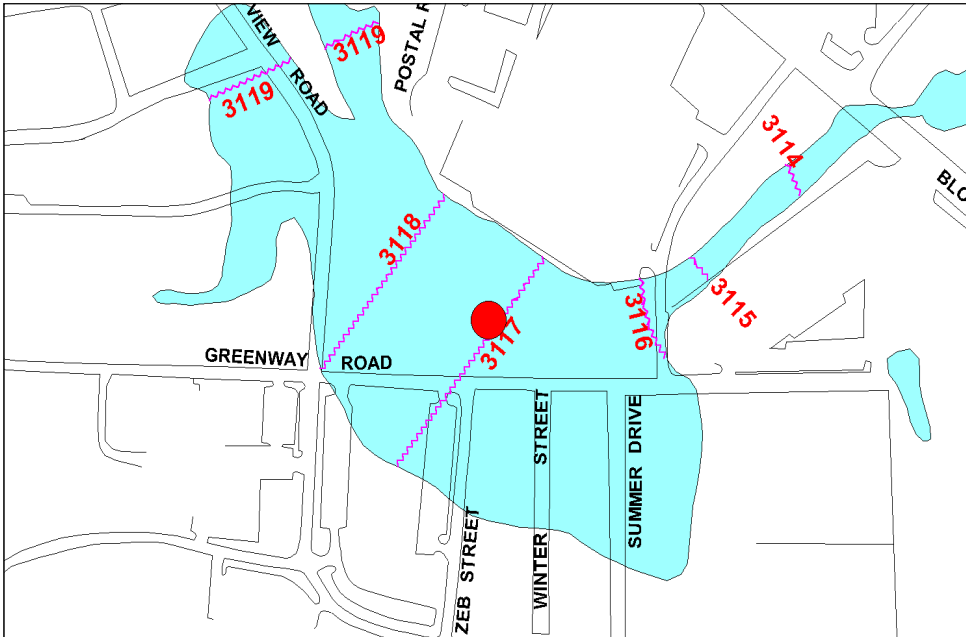 VIEW ROAD
3119
POSTAL
3119
3114
BLO
3118
3117
3116
3115
GREENWAY ROAD
ZEB STREET
WINTER STREET
SUMMER DRIVE